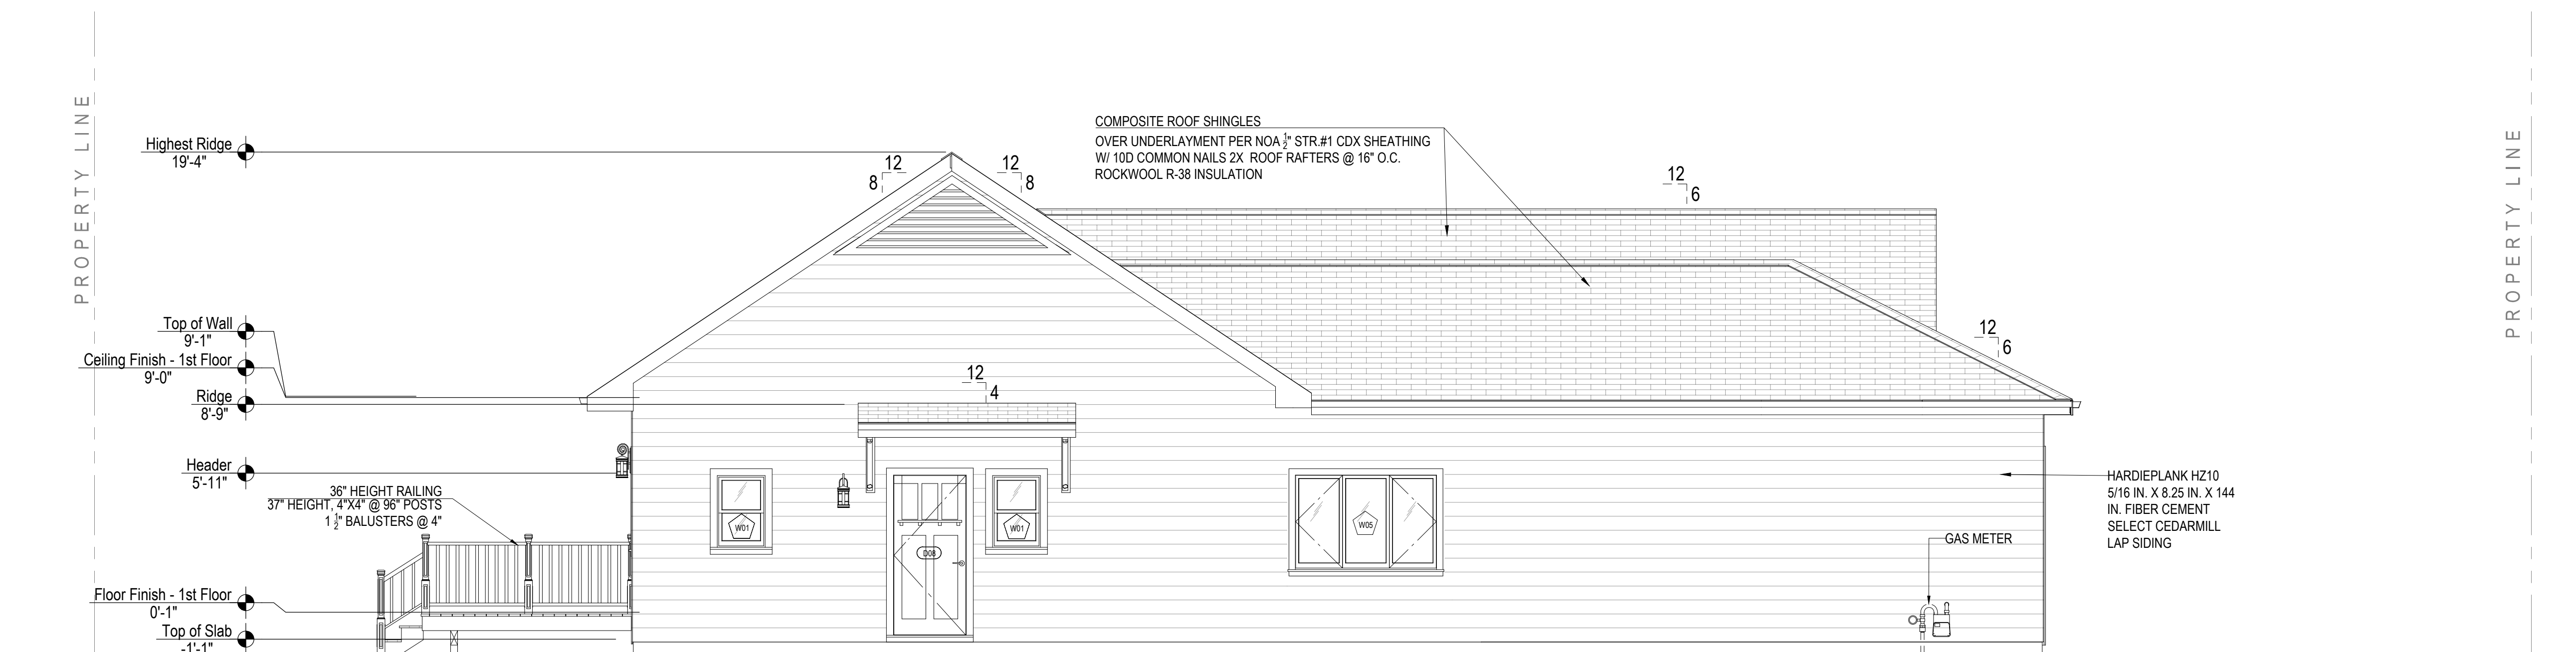 PROPERTY LINE
Highest Ridge
19'-4"
12
8
12
8
COMPOSITE ROOF SHINGLES
OVER UNDERLAYMENT PER NOA 1/2" STR.#1 CDX SHEATHING
W/ 10D COMMON NAILS 2X ROOF RAFTERS @ 16" O.C.
ROCKWOOL R-38 INSULATION
12
6
PROPERTY LINE
Top of Wall
9'-1"
Ceiling Finish - 1st Floor
9'-0"
Ridge
8'-9"
12
4
12
6
Header
5'-11"
36" HEIGHT RAILING
37" HEIGHT, 4"X4" @ 96" POSTS
1 1/2" BALUSTERS @ 4"
W01
D08
W01
W05
HARDIEPLANK HZ10
5/16 IN. X 8.25 IN. X 144
IN. FIBER CEMENT
SELECT CEDARMILL
LAP SIDING
GAS METER
Floor Finish - 1st Floor
0'-1"
Top of Slab
-1'-1"